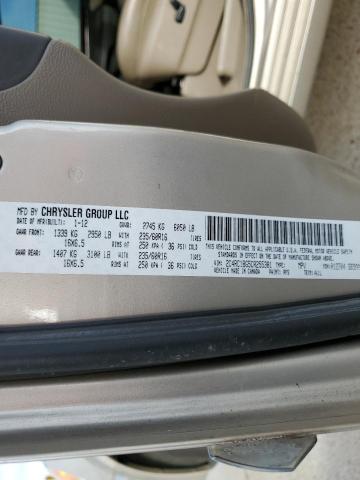 MFD BY CHRYSLER GROUP LLC
DATE OF MFR(BUILT): 1-12 GVWR: 2745 KG 6050 LB
GAWR FRONT: 1339 KG 2950 LB WITH 235/60R16 TIRES
16X6.5 RIMS AT 250 KPA ( 36 PSI) COLD
GAWR REAR: 1407 KG 3100 LB WITH 235/60R16 TIRES
16X6.5 RIMS AT 250 KPA ( 36 PSI) COLD
THIS VEHICLE CONFORMS TO ALL APPLICABLE U.S.A. FEDERAL MOTOR VEHICLE SAFETY
STANDARDS IN EFFECT ON THE DATE OF
MANUFACTURE SHOWN ABOVE.
VIN: TYPE: MPV
VEHICLE MADE IN CANADA PAINT: TRIM: